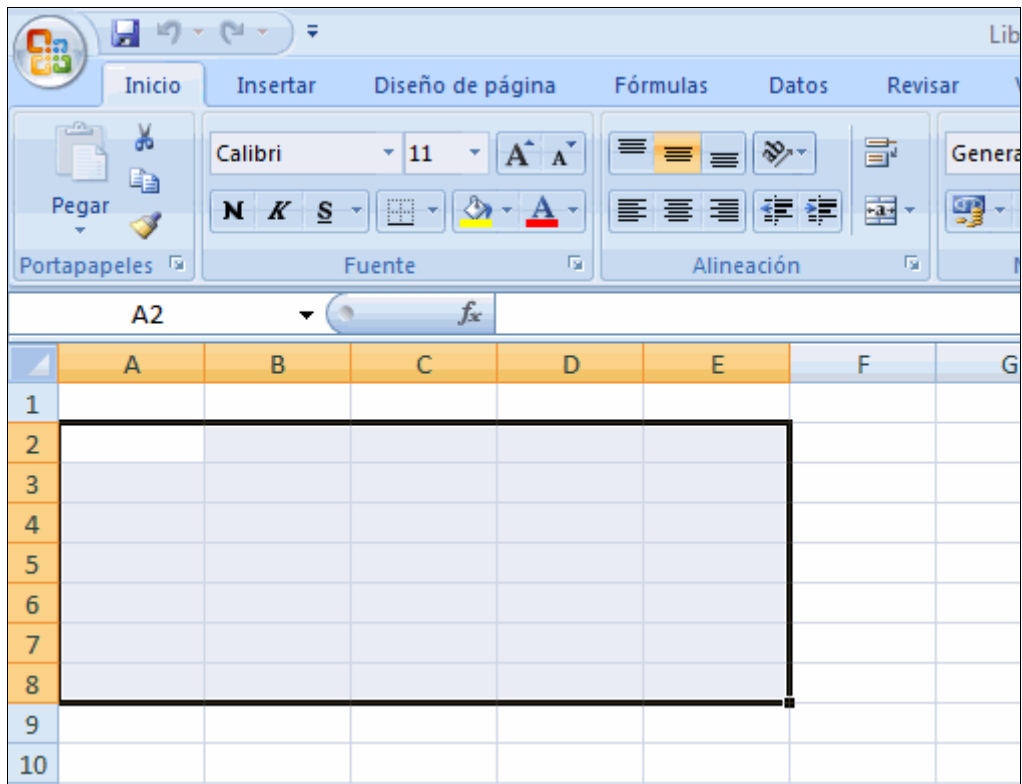 Lib
Inicio Insertar Diseño de página Fórmulas Datos Revisar
Calibri 11 A A Genera
Pegar N K S A a
Portapapeles Fuente Alineación
A2 fx
A B C D E F G
1
2
3
4
5
6
7
8
9
10